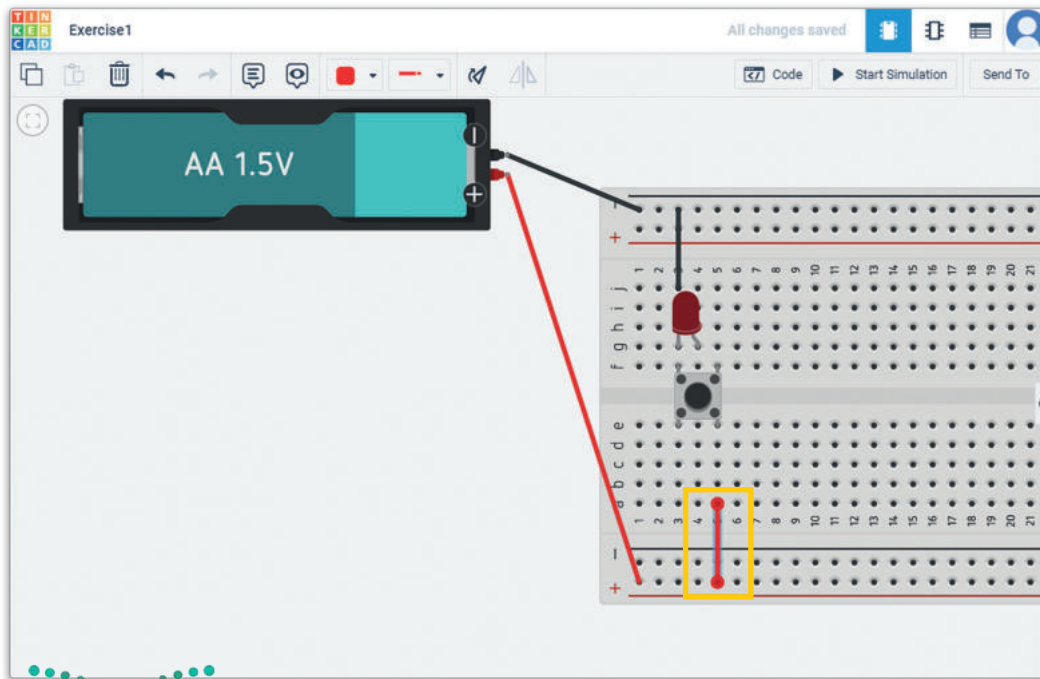 TIN
KER
CAD
Exercise1
All changes saved
Code
Start Simulation
Send To
AA 1.5V
−
+
−
+
1 2 3 4 5 6 7 8 9 10 11 12 13 14 15 16 17 18 19 20 21
j
i
h
g
f
e
d
c
b
a
1 2 3 4 5 6 7 8 9 10 11 12 13 14 15 16 17 18 19 20 21
−
+